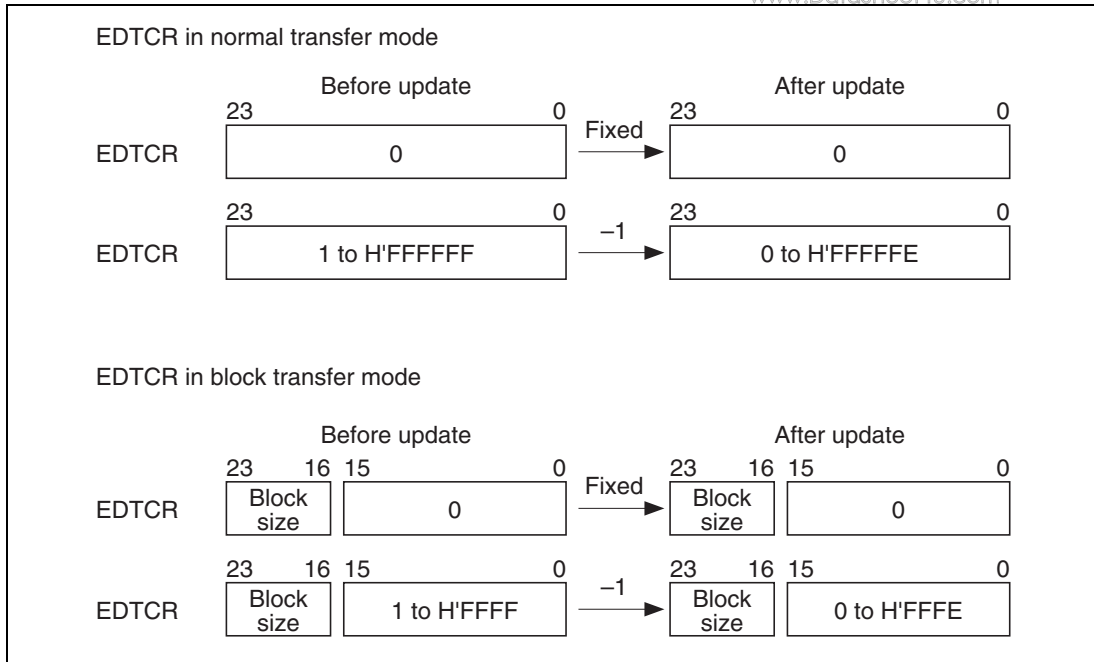 EDTCR in normal transfer mode
Before update After update
23 0 Fixed 23 0
EDTCR 0 0
23 0 –1 23 0
EDTCR 1 to H'FFFFFF 0 to H'FFFFFE
EDTCR in block transfer mode
Before update After update
23 16 15 0 Fixed 23 16 15 0
EDTCR Block size 0 Block size 0
23 16 15 0 –1 23 16 15 0
EDTCR Block size 1 to H'FFFF Block size 0 to H'FFFE